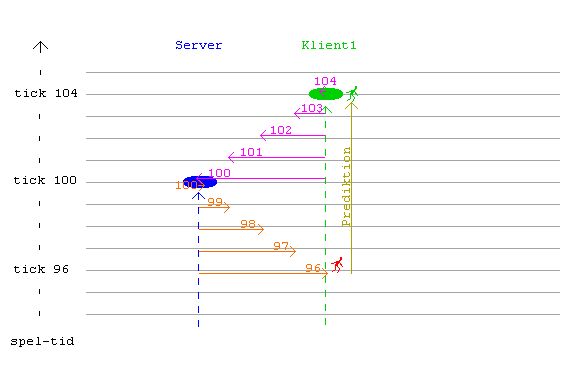 Server Klient1
104
tick 104
103
102
101
100
tick 100 100
99
98
97
tick 96 96
Prediktion
spel-tid